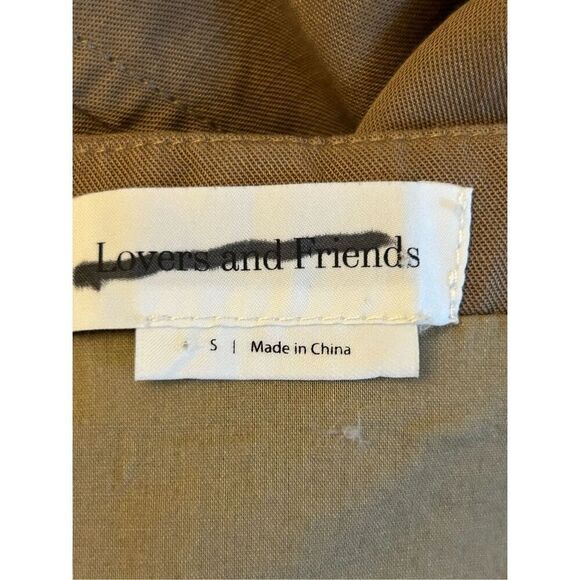 Lovers and Friends
S | Made in China